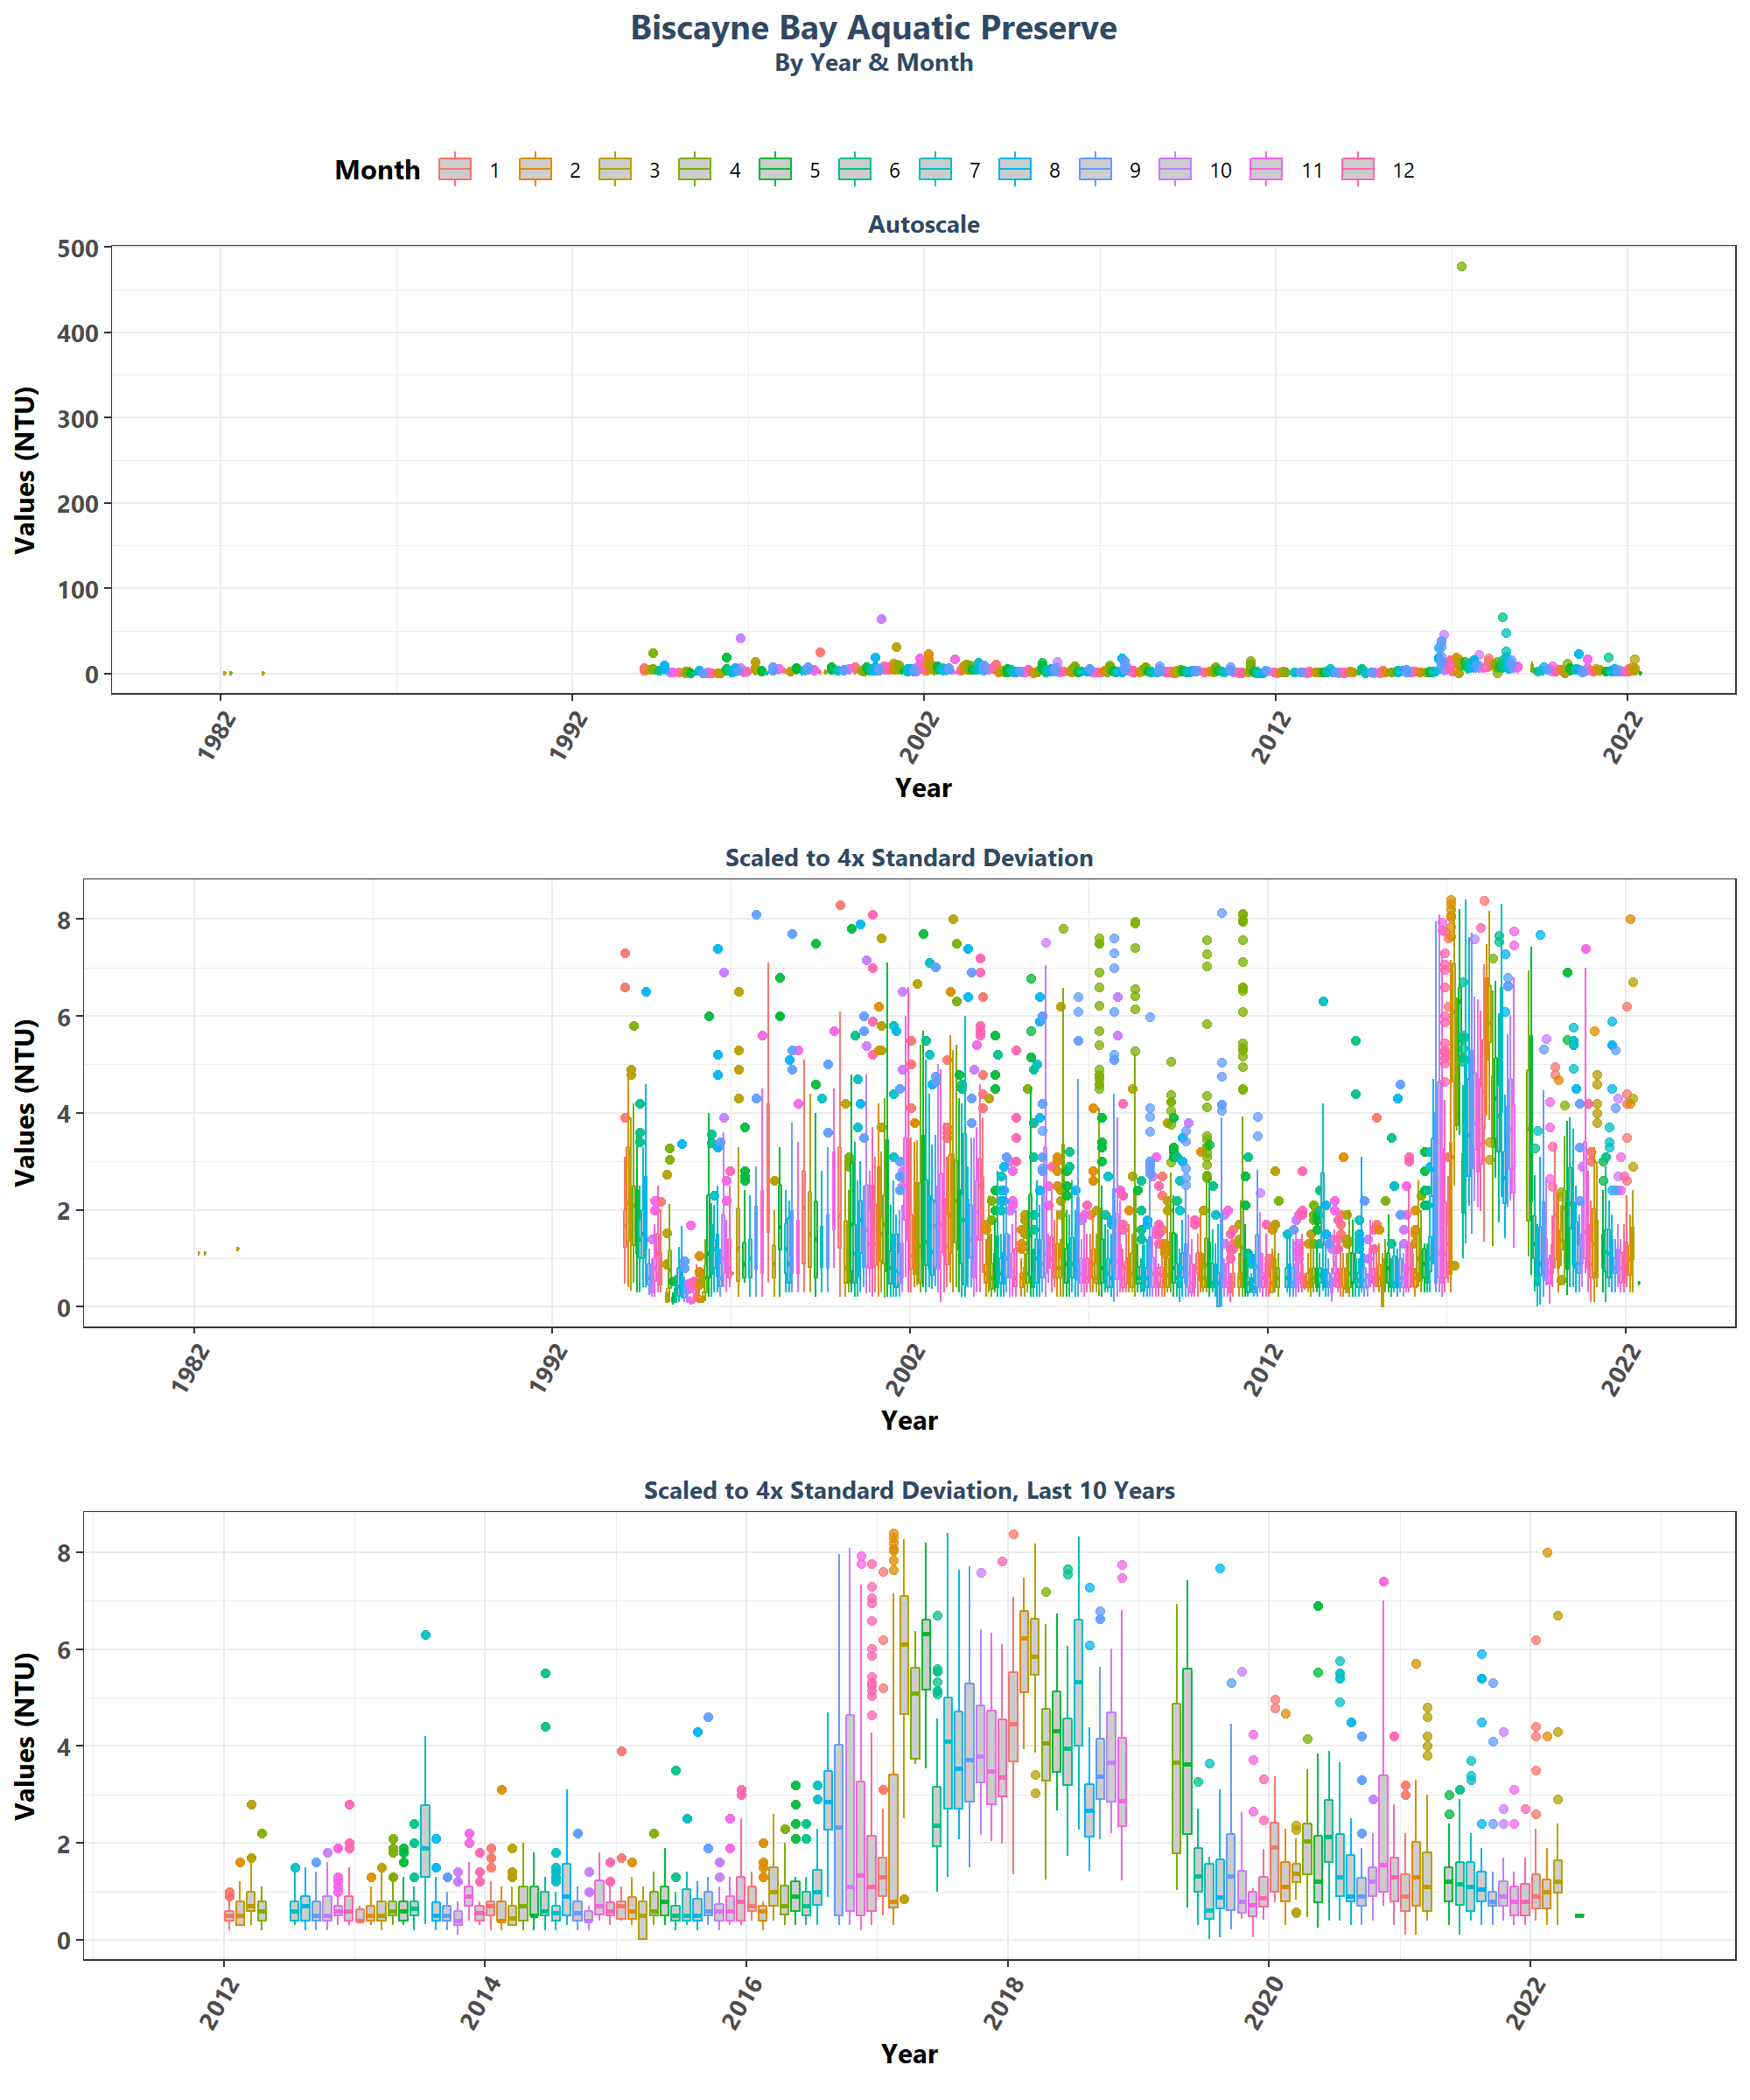 Biscayne Bay Aquatic Preserve
By Year & Month
Month 1 2 3 4 5 6 7 8 9 10 11 12
Autoscale
500
400
300
200
100
0
Values (NTU)
1982 1992 2002 2012 2022
Year
Scaled to 4x Standard Deviation
8
6
4
2
0
Values (NTU)
1982 1992 2002 2012 2022
Year
Scaled to 4x Standard Deviation, Last 10 Years
8
6
4
2
0
Values (NTU)
2012 2014 2016 2018 2020 2022
Year